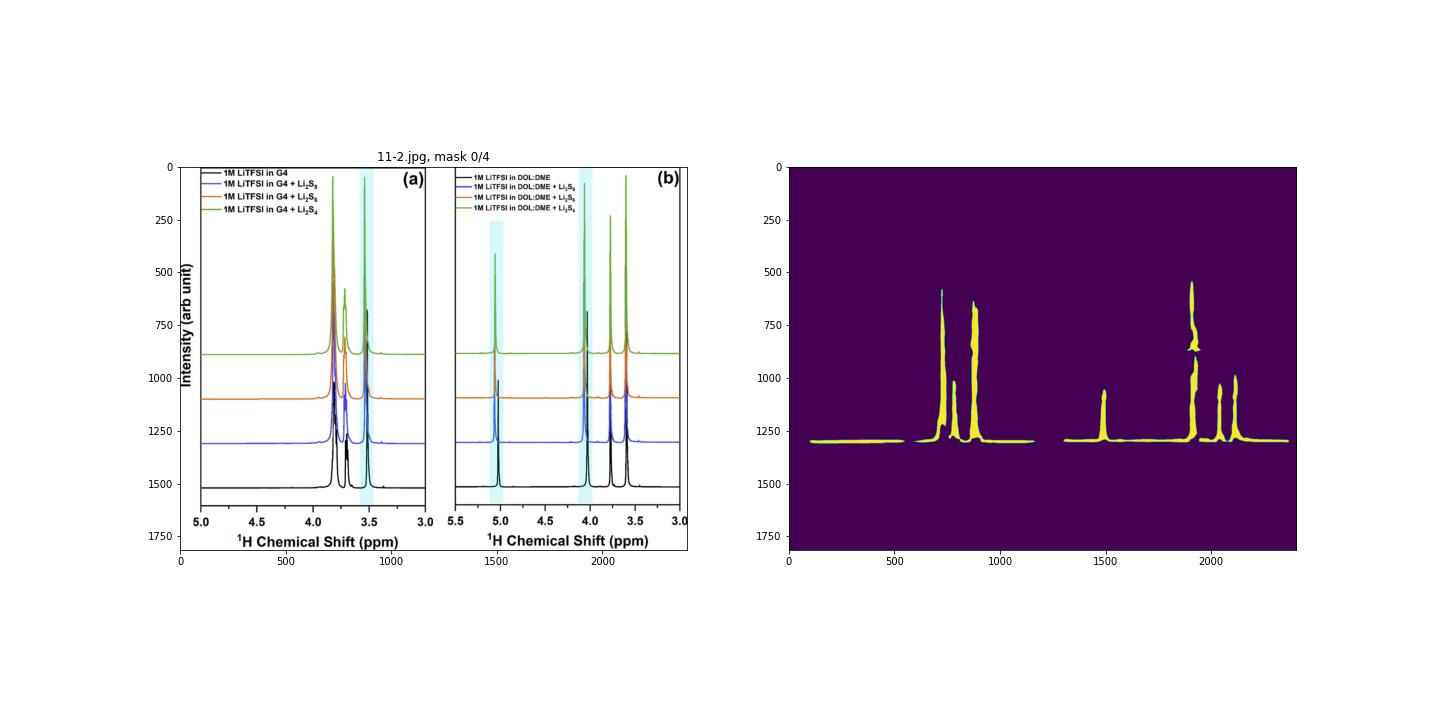 11-2.jpg, mask 0/4
0
250
500
750
1000
1250
1500
1750
0
500
1000
1500
2000
Intensity (arb unit)
1M LiTFSI in G4
1M LiTFSI in G4 + Li₂S₈
1M LiTFSI in G4 + Li₂S₆
1M LiTFSI in G4 + Li₂S₄
(a)
5.0
4.5
4.0
3.5
3.0
¹H Chemical Shift (ppm)
1M LiTFSI in DOL:DME
1M LiTFSI in DOL:DME + Li₂S₈
1M LiTFSI in DOL:DME + Li₂S₆
1M LiTFSI in DOL:DME + Li₂S₄
(b)
5.5
5.0
4.5
4.0
3.5
3.0
¹H Chemical Shift (ppm)
0
250
500
750
1000
1250
1500
1750
0
500
1000
1500
2000